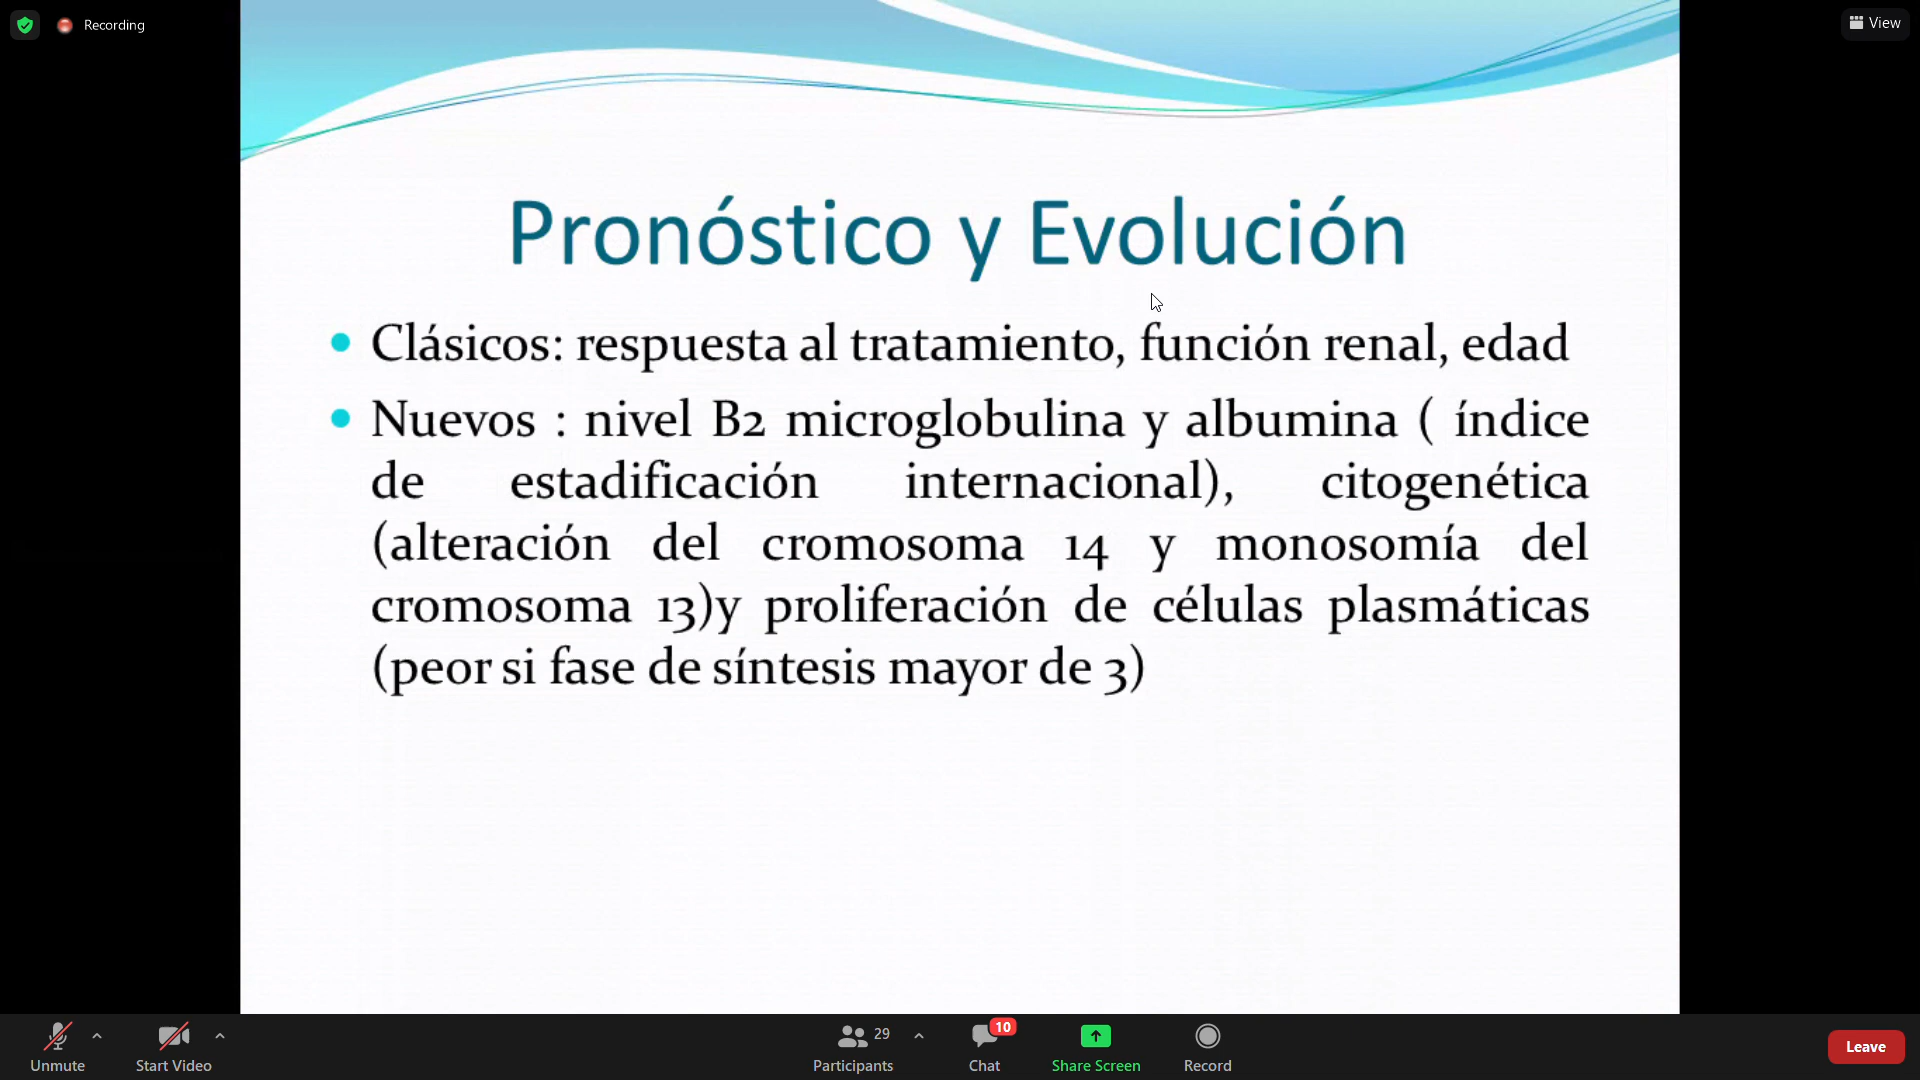 Recording
View
Pronóstico y Evolución
Clásicos: respuesta al tratamiento, función renal, edad
Nuevos : nivel B2 microglobulina y albumina ( índice
de estadificación internacional), citogenética
(alteración del cromosoma 14 y monosomía del
cromosoma 13)y proliferación de células plasmáticas
(peor si fase de síntesis mayor de 3)
29
10
Unmute
Start Video
Participants
Chat
Share Screen
Record
Leave